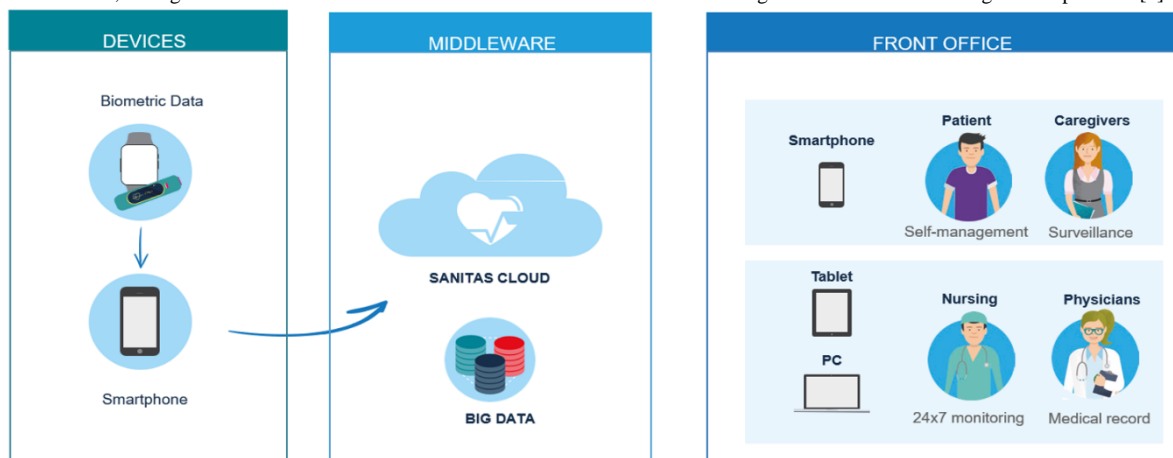 DEVICES
Biometric Data
Smartphone
MIDDLEWARE
SANITAS CLOUD
BIG DATA
FRONT OFFICE
Smartphone
Patient
Caregivers
Self-management
Surveillance
Tablet
PC
Nursing
Physicians
24x7 monitoring
Medical record